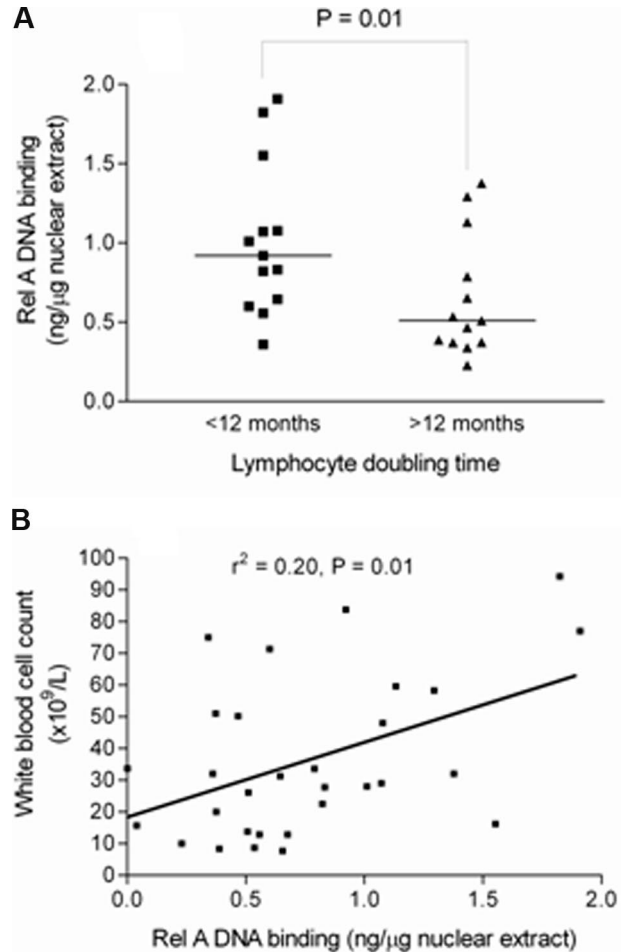 A
P = 0.01
Rel A DNA binding
(ng/µg nuclear extract)
2.0
1.5
1.0
0.5
0.0
<12 months
>12 months
Lymphocyte doubling time
B
r² = 0.20, P = 0.01
White blood cell count
(x10⁹/L)
100
90
80
70
60
50
40
30
20
10
0
0.0
0.5
1.0
1.5
2.0
Rel A DNA binding (ng/µg nuclear extract)